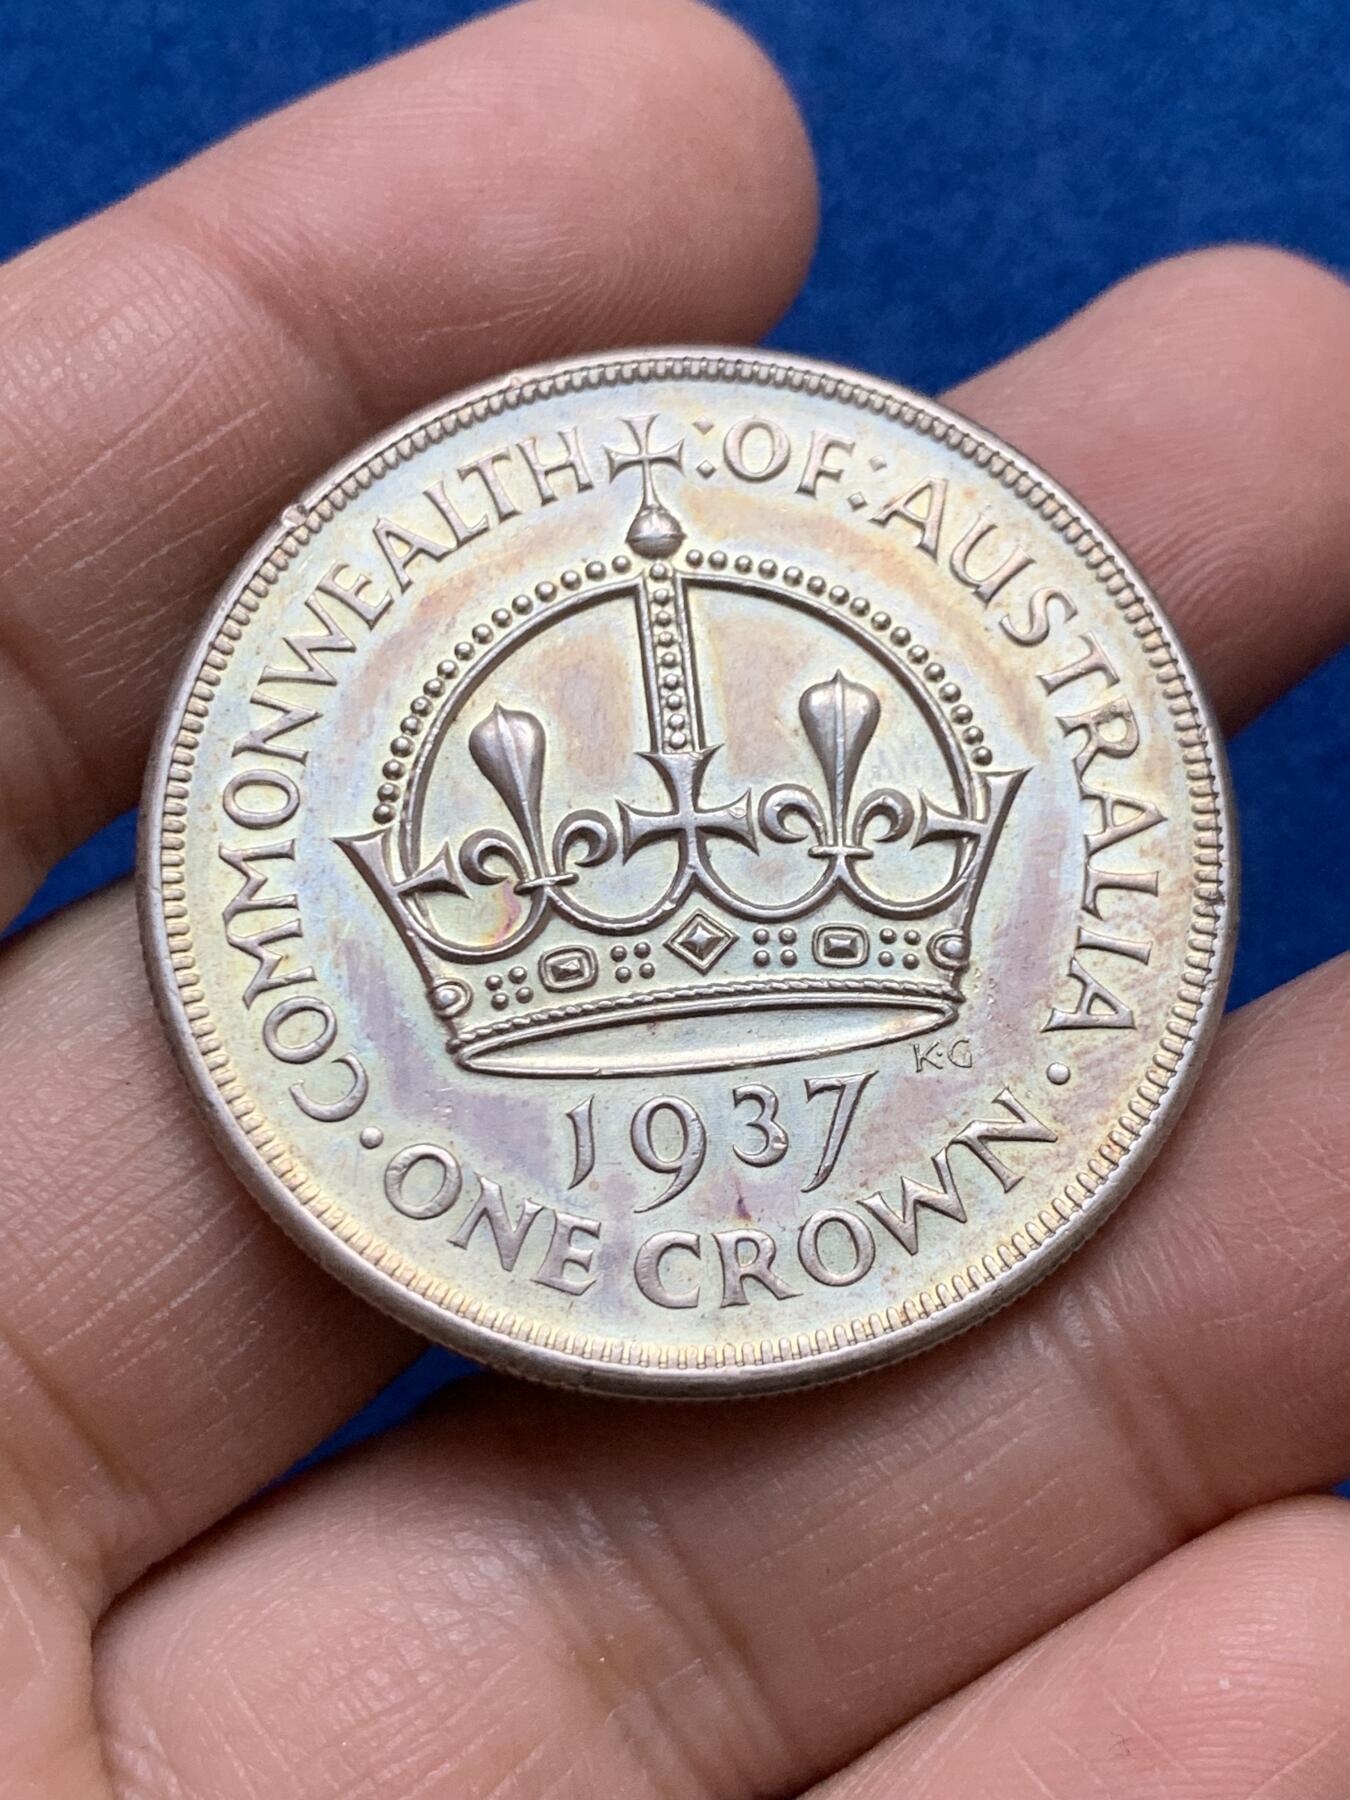 COMMONWEALTH : OF : AUSTRALIA
K·G
1937
· ONE CROWN ·